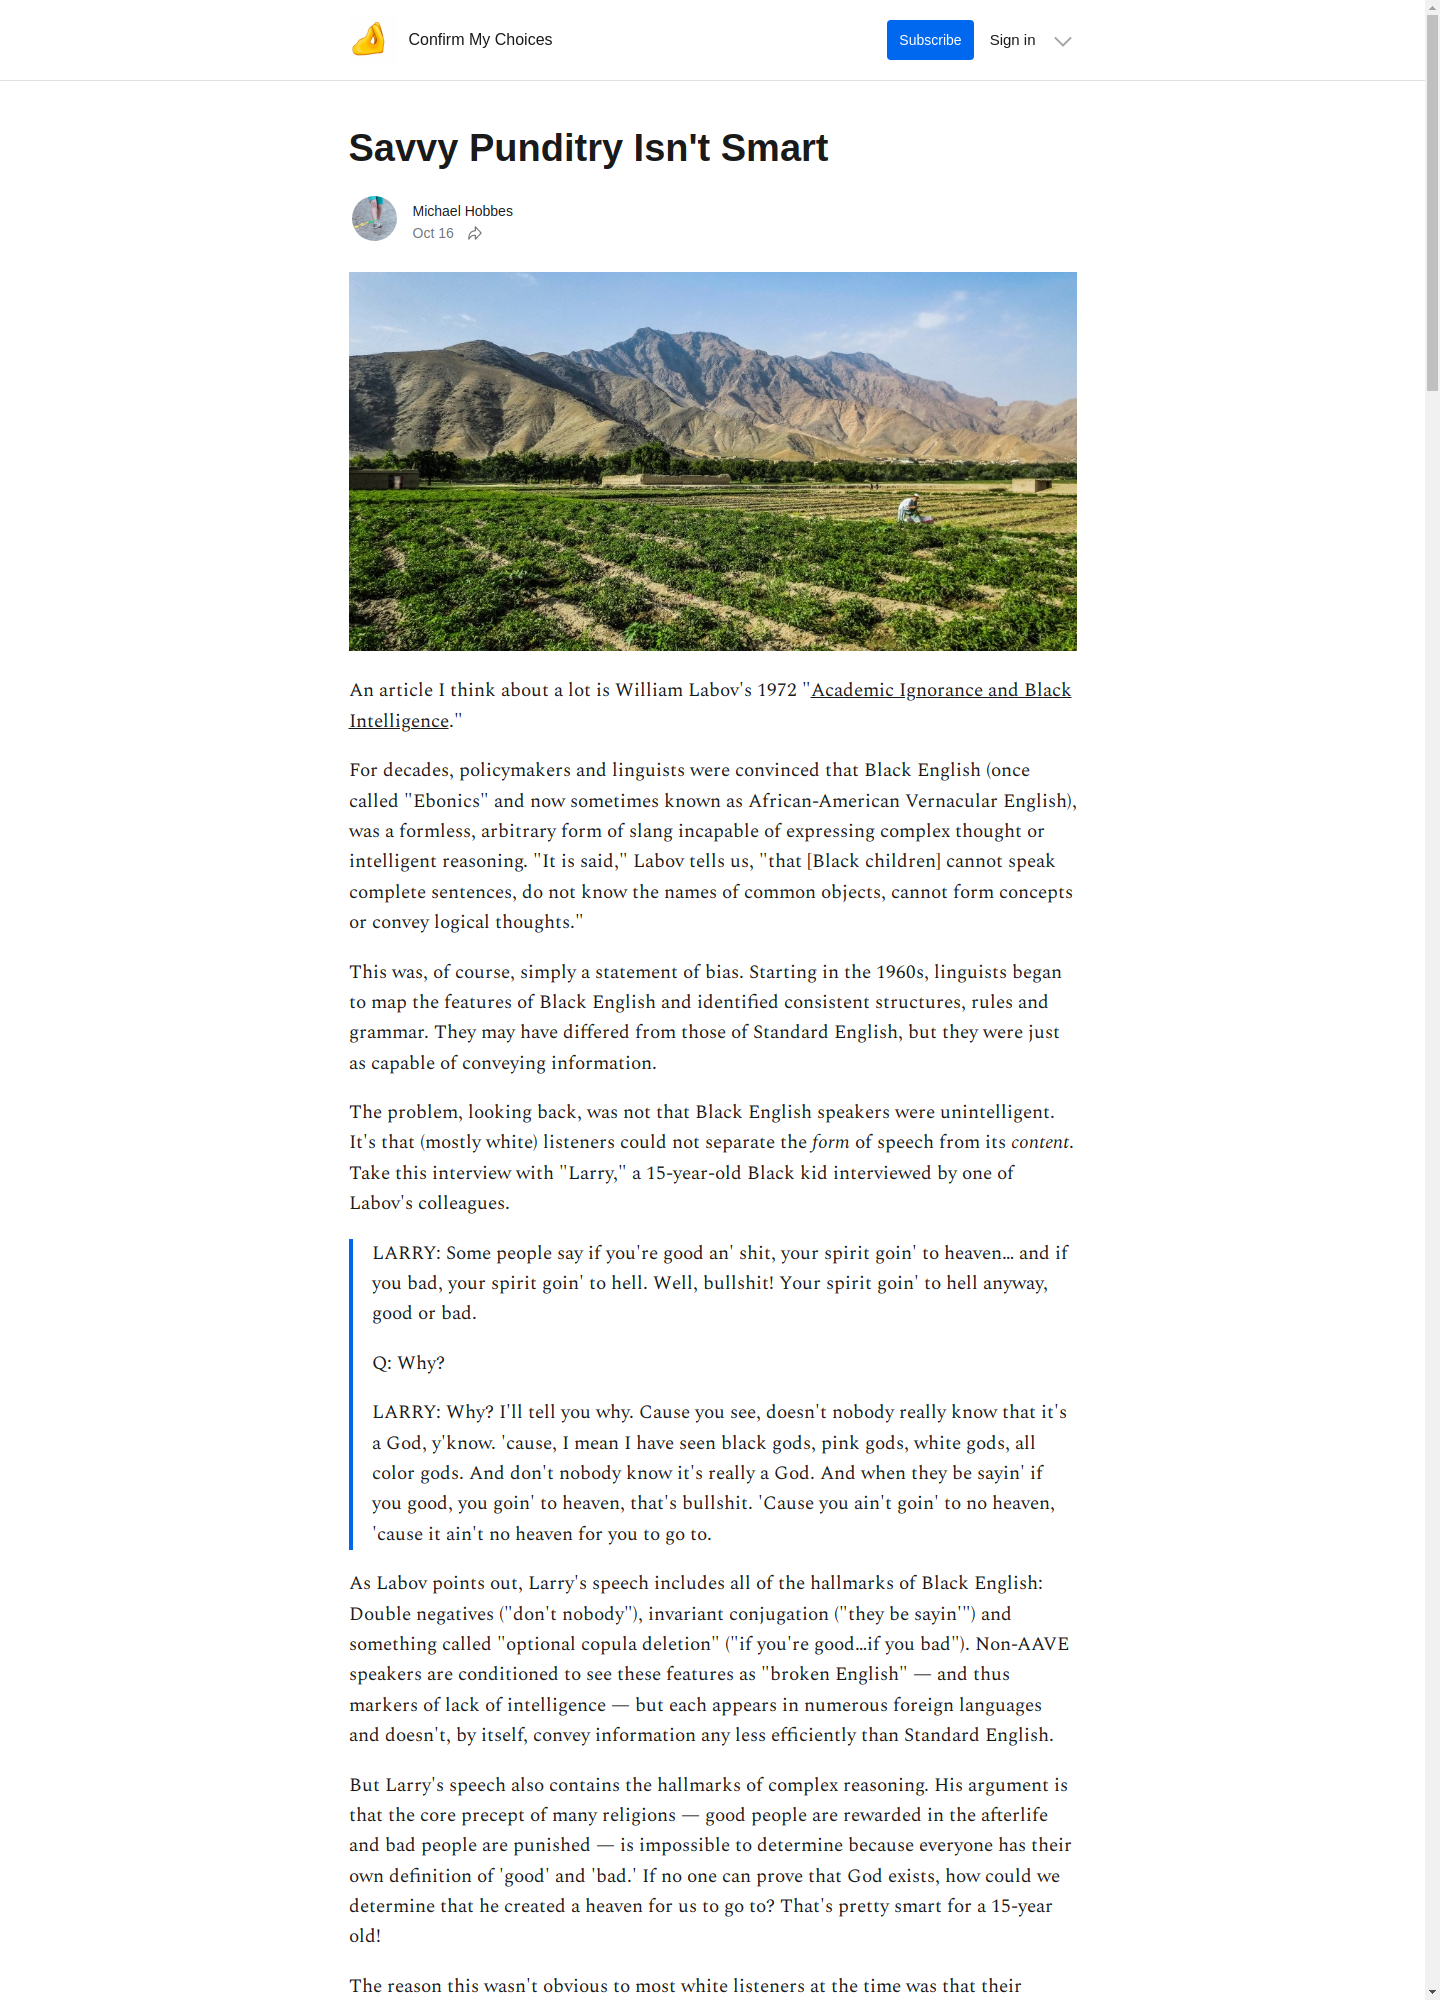 Confirm My Choices
Subscribe
Sign in
Savvy Punditry Isn't Smart
Michael Hobbes
Oct 16
An article I think about a lot is William Labov's 1972 "Academic Ignorance and Black
Intelligence."
For decades, policymakers and linguists were convinced that Black English (once
called "Ebonics" and now sometimes known as African-American Vernacular English),
was a formless, arbitrary form of slang incapable of expressing complex thought or
intelligent reasoning. "It is said," Labov tells us, "that [Black children] cannot speak
complete sentences, do not know the names of common objects, cannot form concepts
or convey logical thoughts."
This was, of course, simply a statement of bias. Starting in the 1960s, linguists began
to map the features of Black English and identified consistent structures, rules and
grammar. They may have differed from those of Standard English, but they were just
as capable of conveying information.
The problem, looking back, was not that Black English speakers were unintelligent.
It's that (mostly white) listeners could not separate the form of speech from its content.
Take this interview with "Larry," a 15-year-old Black kid interviewed by one of
Labov's colleagues.
LARRY: Some people say if you're good an' shit, your spirit goin' to heaven… and if
you bad, your spirit goin' to hell. Well, bullshit! Your spirit goin' to hell anyway,
good or bad.
Q: Why?
LARRY: Why? I'll tell you why. Cause you see, doesn't nobody really know that it's
a God, y'know. 'cause, I mean I have seen black gods, pink gods, white gods, all
color gods. And don't nobody know it's really a God. And when they be sayin' if
you good, you goin' to heaven, that's bullshit. 'Cause you ain't goin' to no heaven,
'cause it ain't no heaven for you to go to.
As Labov points out, Larry's speech includes all of the hallmarks of Black English:
Double negatives ("don't nobody"), invariant conjugation ("they be sayin'") and
something called "optional copula deletion" ("if you're good…if you bad"). Non-AAVE
speakers are conditioned to see these features as "broken English" — and thus
markers of lack of intelligence — but each appears in numerous foreign languages
and doesn't, by itself, convey information any less efficiently than Standard English.
But Larry's speech also contains the hallmarks of complex reasoning. His argument is
that the core precept of many religions — good people are rewarded in the afterlife
and bad people are punished — is impossible to determine because everyone has their
own definition of 'good' and 'bad.' If no one can prove that God exists, how could we
determine that he created a heaven for us to go to? That's pretty smart for a 15-year
old!
The reason this wasn't obvious to most white listeners at the time was that their